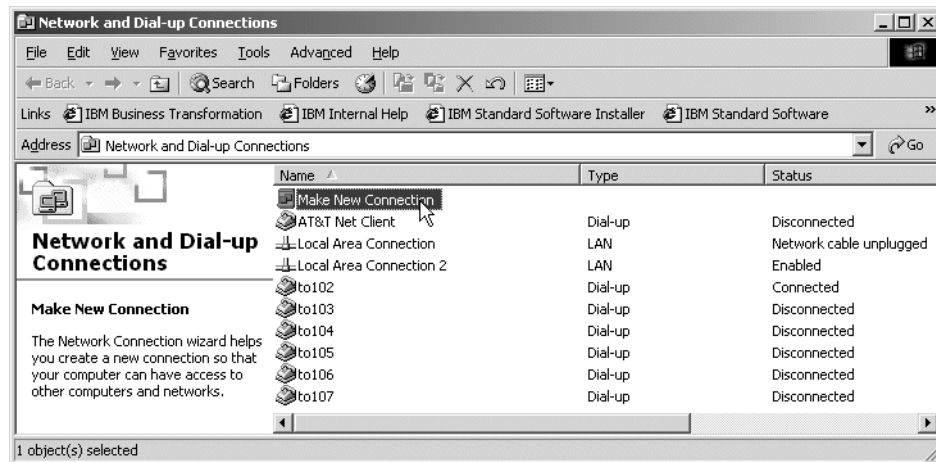 Network and Dial-up Connections
File Edit View Favorites Tools Advanced Help
Back Search Folders
Links IBM Business Transformation IBM Internal Help IBM Standard Software Installer IBM Standard Software »
Address Network and Dial-up Connections Go
Name Type Status
Make New Connection
AT&T Net Client Dial-up Disconnected
Local Area Connection LAN Network cable unplugged
Local Area Connection 2 LAN Enabled
to102 Dial-up Connected
to103 Dial-up Disconnected
to104 Dial-up Disconnected
to105 Dial-up Disconnected
to106 Dial-up Disconnected
to107 Dial-up Disconnected
Network and Dial-up
Connections
Make New Connection
The Network Connection wizard helps
you create a new connection so that
your computer can have access to
other computers and networks.
1 object(s) selected